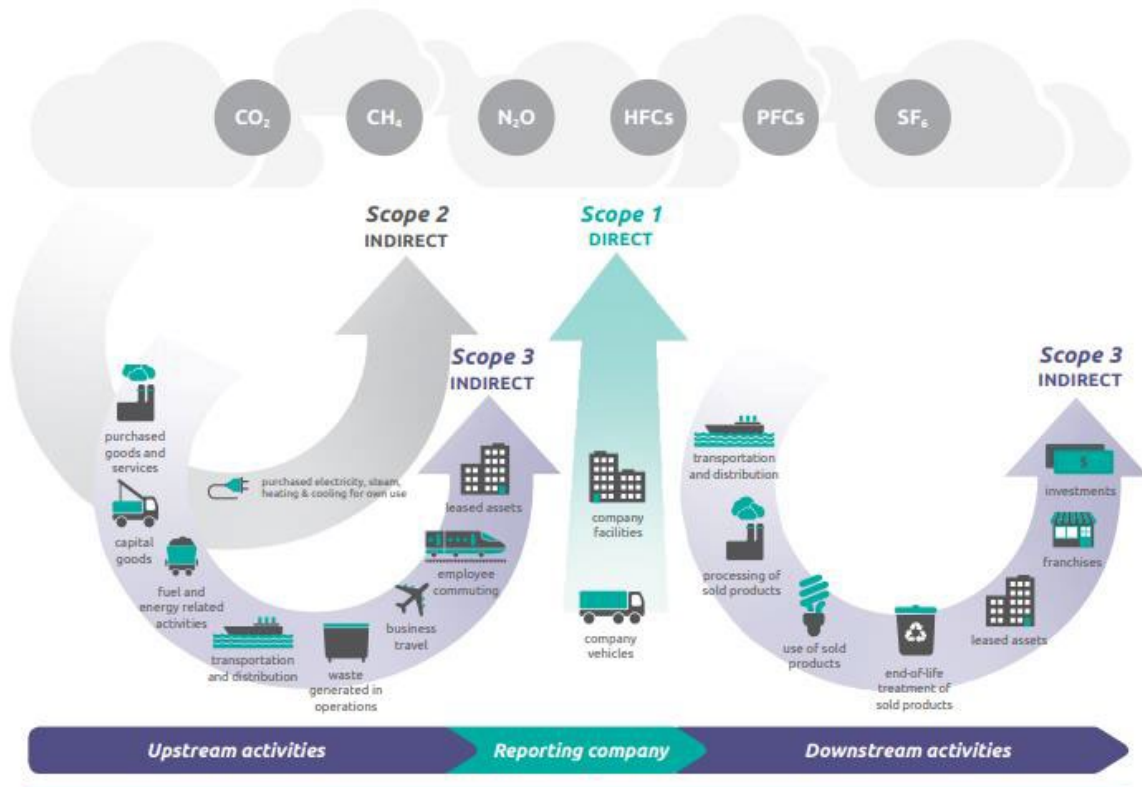 CO₂
CH₄
N₂O
HFCs
PFCs
SF₆
Scope 2
INDIRECT
Scope 1
DIRECT
Scope 3
INDIRECT
Scope 3
INDIRECT
purchased
goods and
services
capital
goods
fuel and
energy related
activities
purchased electricity, steam,
heating & cooling for own use
transportation
and distribution
waste
generated in
operations
business
travel
employee
commuting
leased assets
company
facilities
company
vehicles
transportation
and distribution
processing of
sold products
use of sold
products
end-of-life
treatment of
sold products
leased assets
franchises
$
investments
Upstream activities
Reporting company
Downstream activities